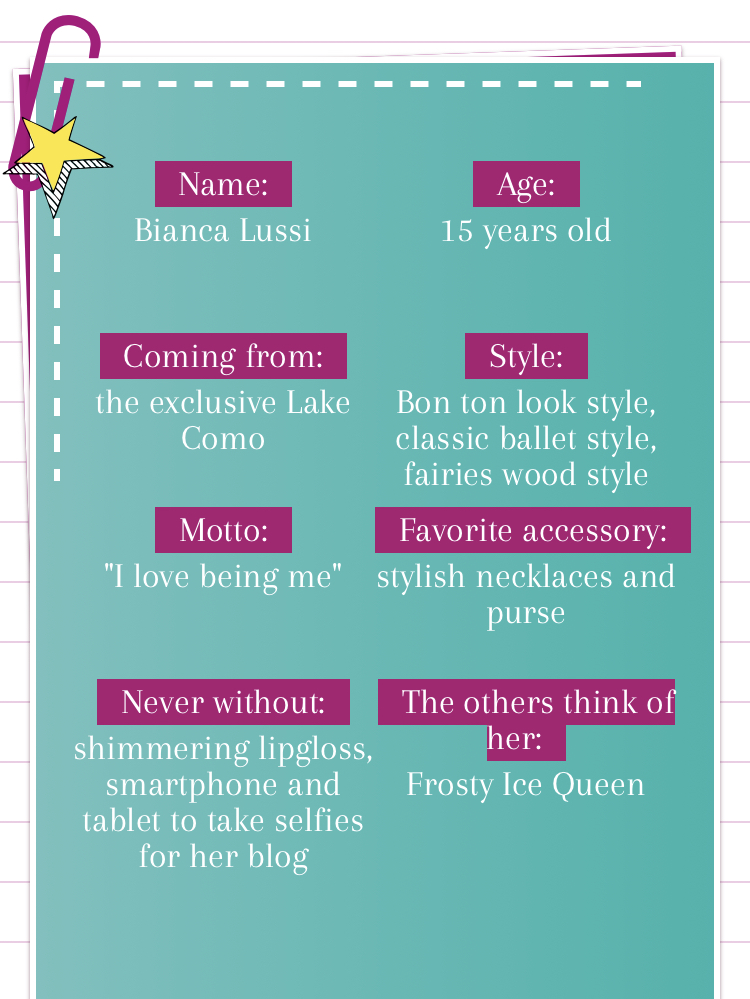 Name:
Bianca Lussi
Age:
15 years old
Coming from:
the exclusive Lake
Como
Style:
Bon ton look style,
classic ballet style,
fairies wood style
Motto:
"I love being me"
Favorite accessory:
stylish necklaces and
purse
Never without:
shimmering lipgloss,
smartphone and
tablet to take selfies
for her blog
The others think of
her:
Frosty Ice Queen